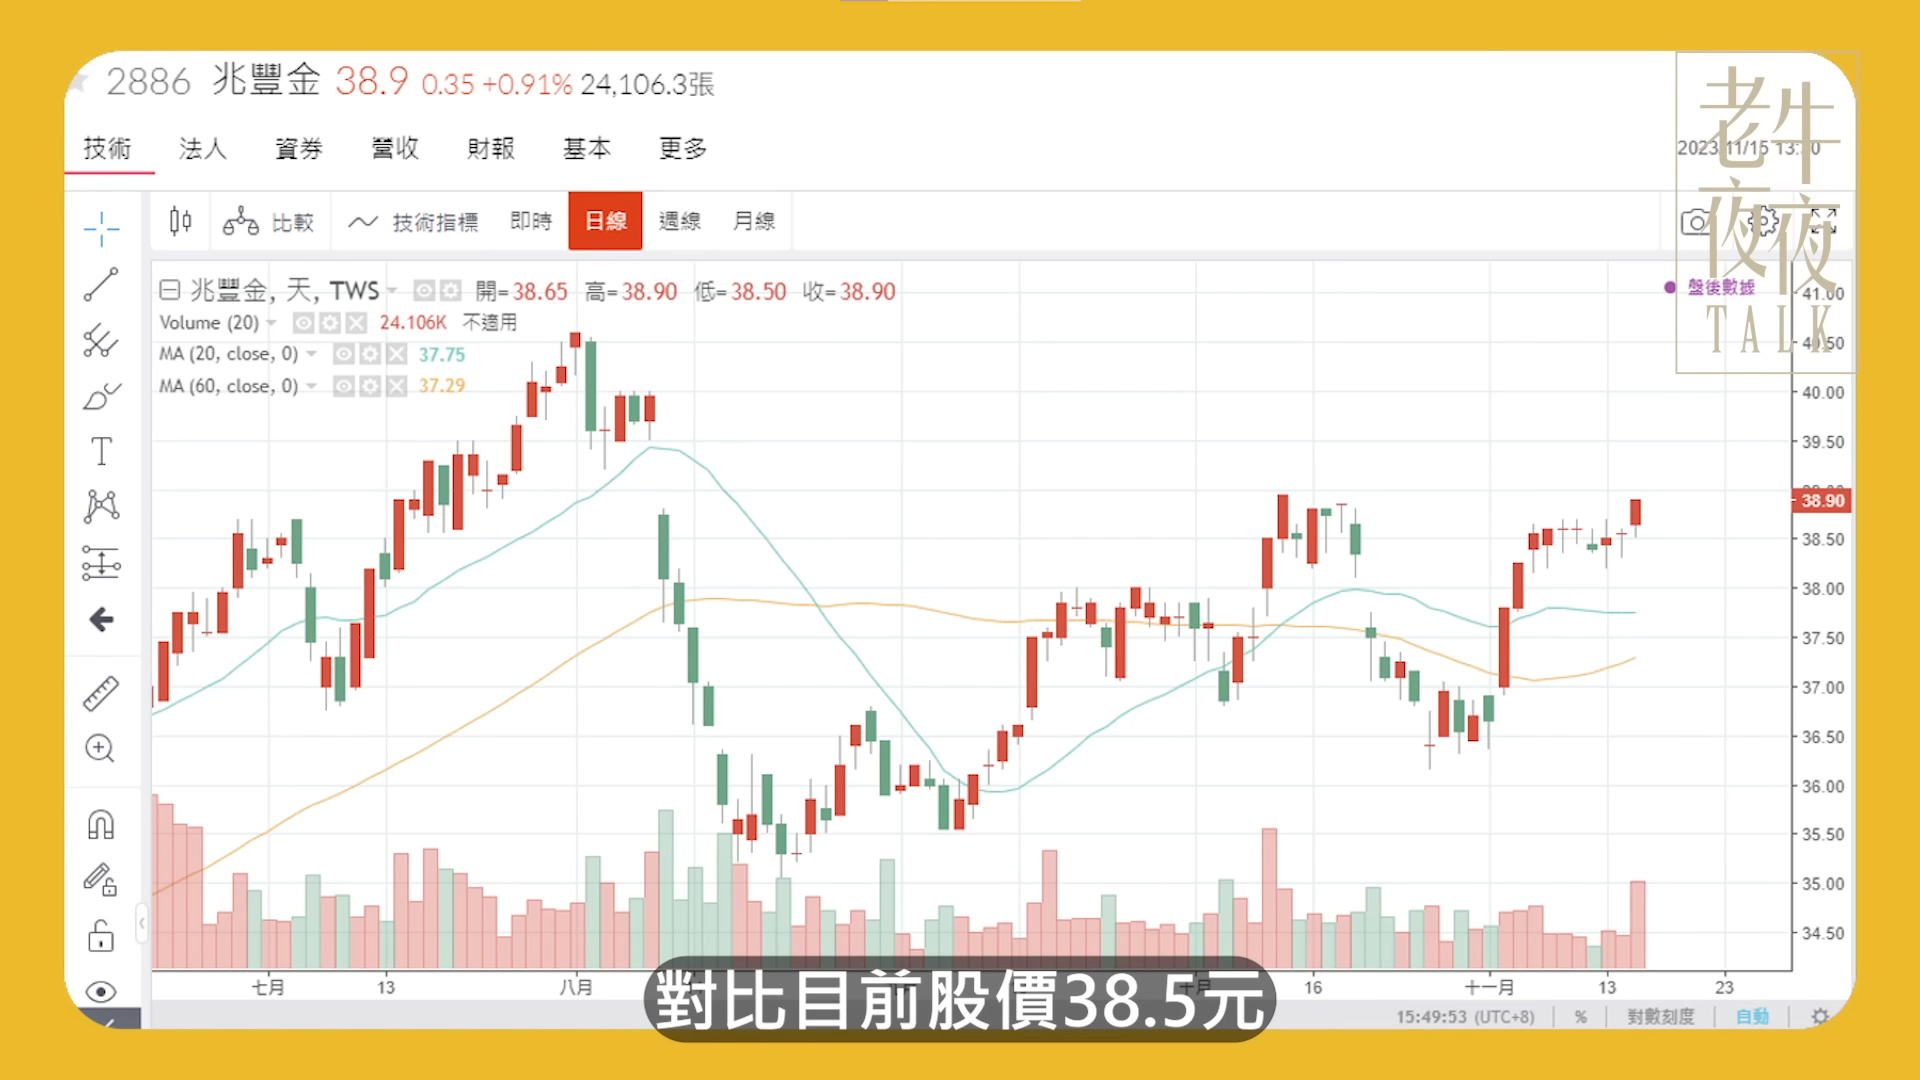 2886 兆豐金 38.9 0.35 +0.91% 24,106.3張
技術 法人 資券 營收 財報 基本 更多
2023/11/15 13:30
比較 技術指標 即時 日線 週線 月線
兆豐金, 天, TWS 開=38.65 高=38.90 低=38.50 收=38.90
Volume (20) 24.106K 不適用
MA (20, close, 0) 37.75
MA (60, close, 0) 37.29
盤後數據
老牛
夜夜
TALK
41.00
40.50
40.00
39.50
38.90
38.50
38.00
37.50
37.00
36.50
36.00
35.50
35.00
34.50
七月 13 八月 16 十一月 13 23
對比目前股價38.5元
15:49:53 (UTC+8) % 對數刻度 自動